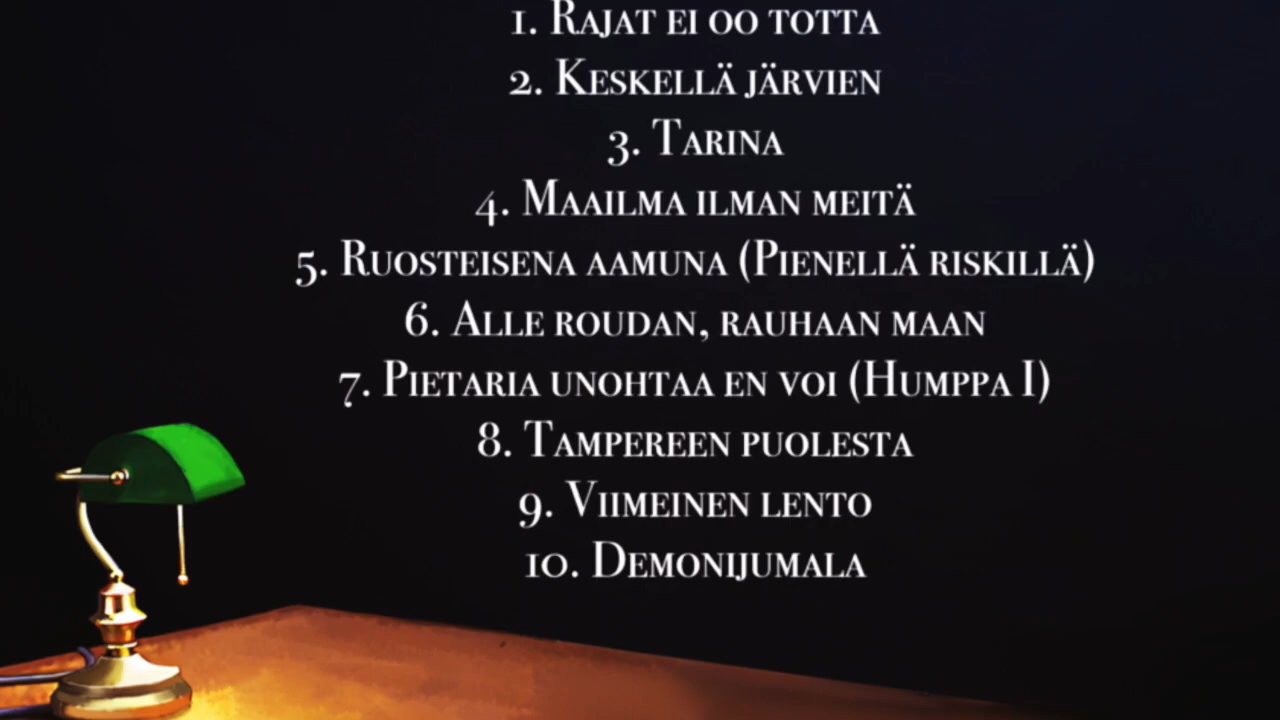 1. Rajat ei oo totta
2. Keskellä järvien
3. Tarina
4. Maailma ilman meitä
5. Ruosteisena aamuna (Pienellä riskillä)
6. Alle roudan, rauhaan maan
7. Pietaria unohtaa en voi (Humppa I)
8. Tampereen puolesta
9. Viimeinen lento
10. Demonijumala